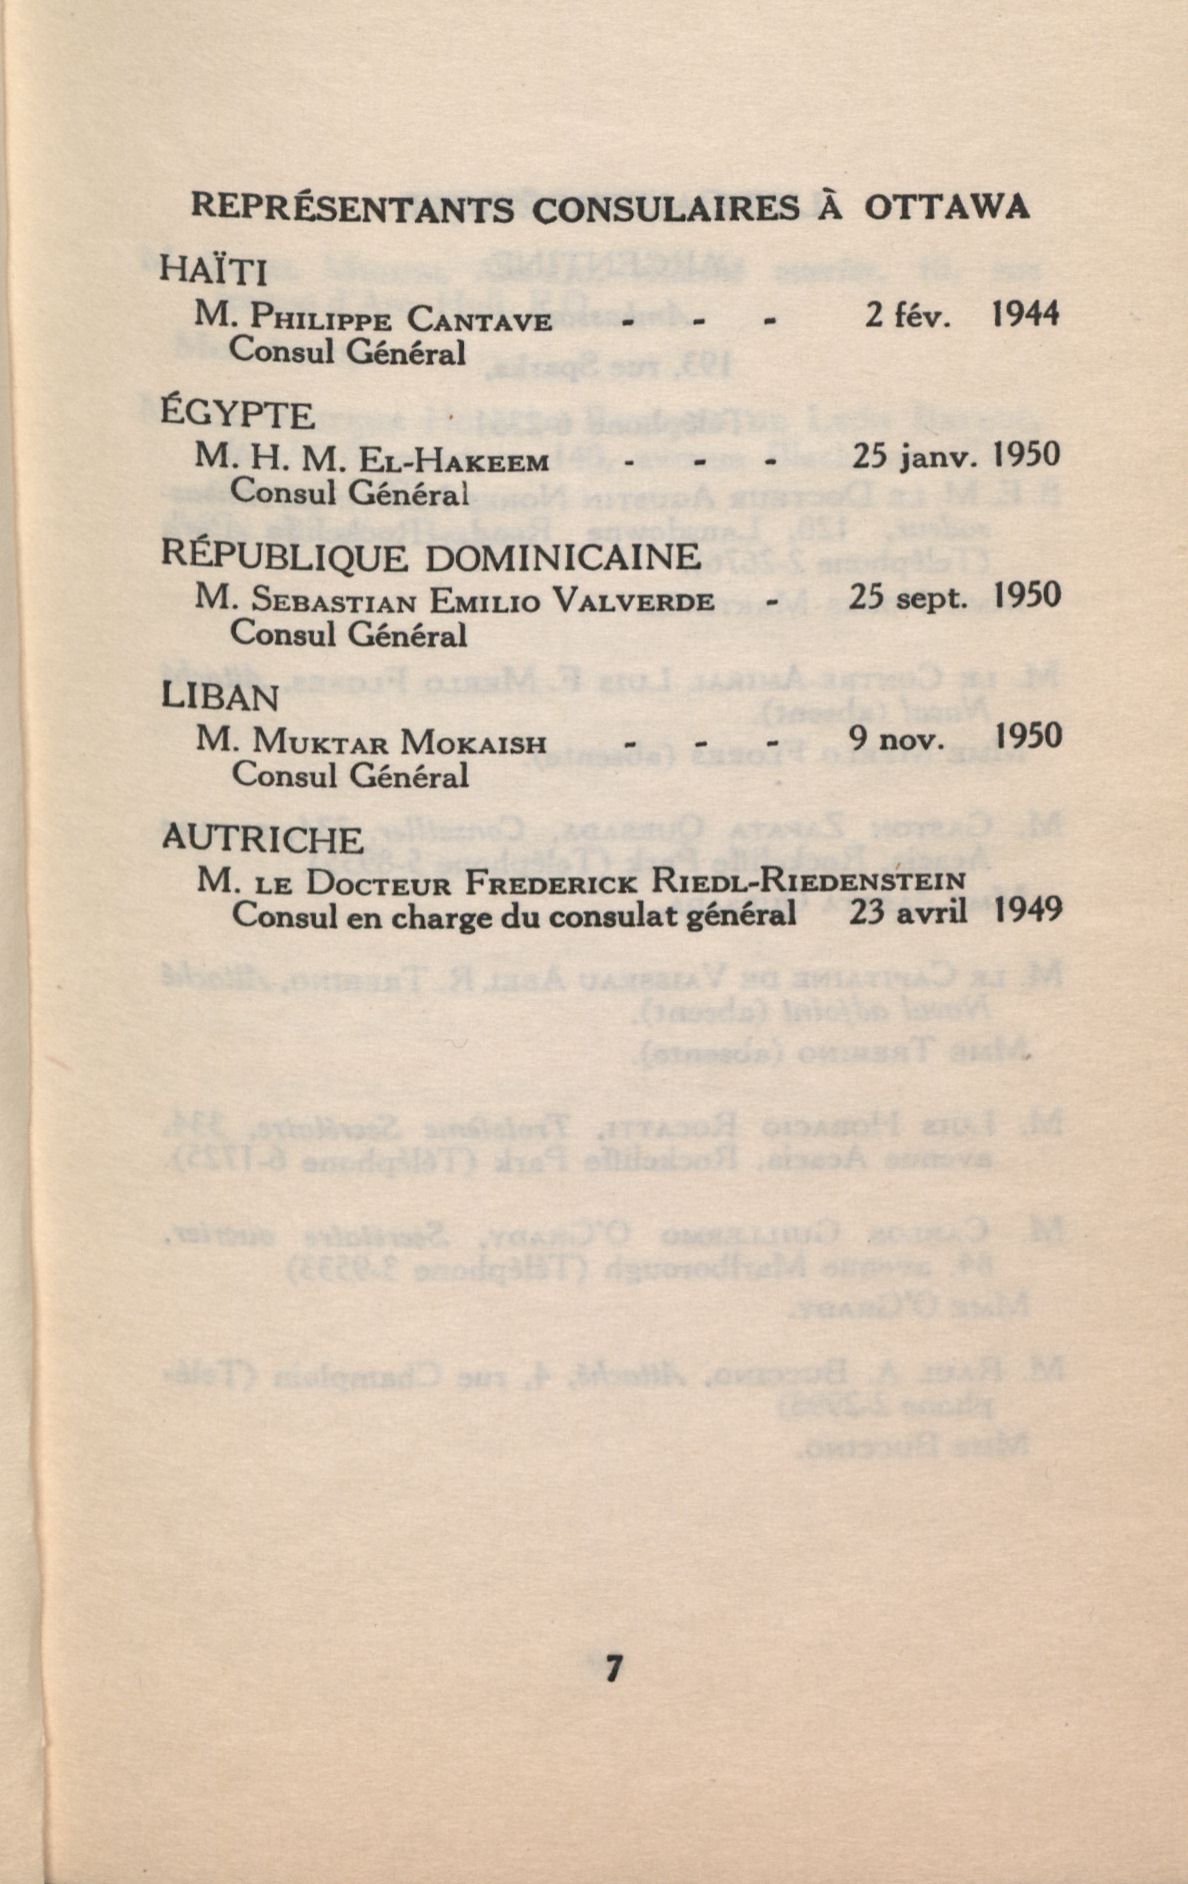 REPRÉSENTANTS CONSULAIRES À OTTAWA
HAÏTI
M. PHILIPPE CANTAVE - - - 2 fév. 1944
Consul Général
ÉGYPTE
M. H. M. EL-HAKEEM - - - 25 janv. 1950
Consul Général
RÉPUBLIQUE DOMINICAINE
M. SEBASTIAN EMILIO VALVERDE - 25 sept. 1950
Consul Général
LIBAN
M. MUKTAR MOKAISH - - - 9 nov. 1950
Consul Général
AUTRICHE
M. LE DOCTEUR FREDERICK RIEDL-RIEDENSTEIN
Consul en charge du consulat général 23 avril 1949
7